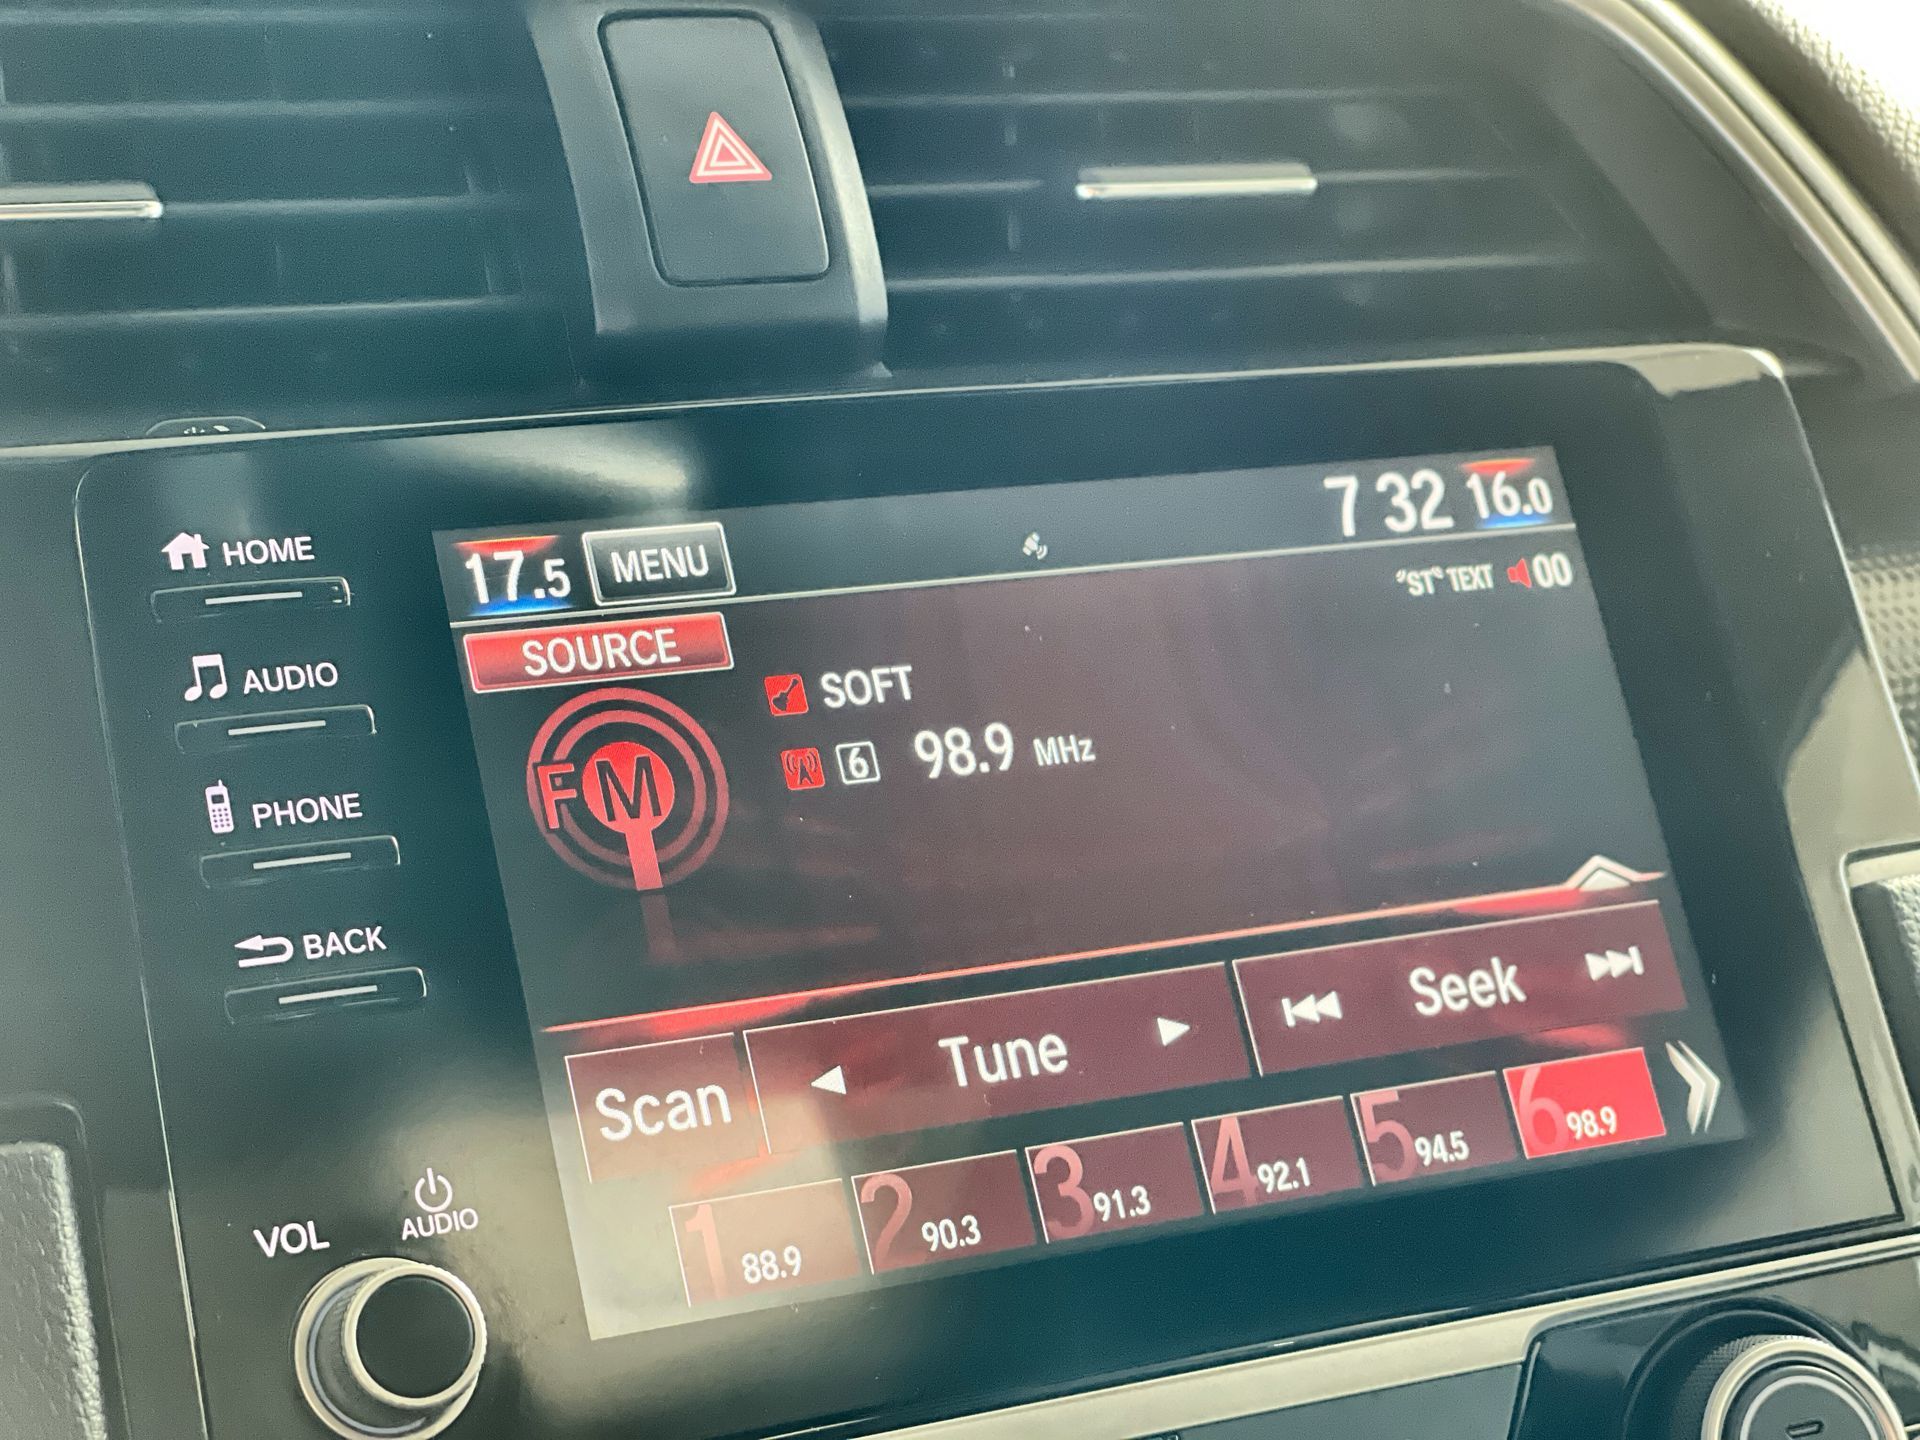 7 32 16.0
17.5 MENU
"ST" TEXT 00
SOURCE
SOFT
FM
6 98.9 MHz
Scan Tune Seek
1 88.9 2 90.3 3 91.3 4 92.1 5 94.5 6 98.9
HOME
AUDIO
PHONE
BACK
VOL AUDIO